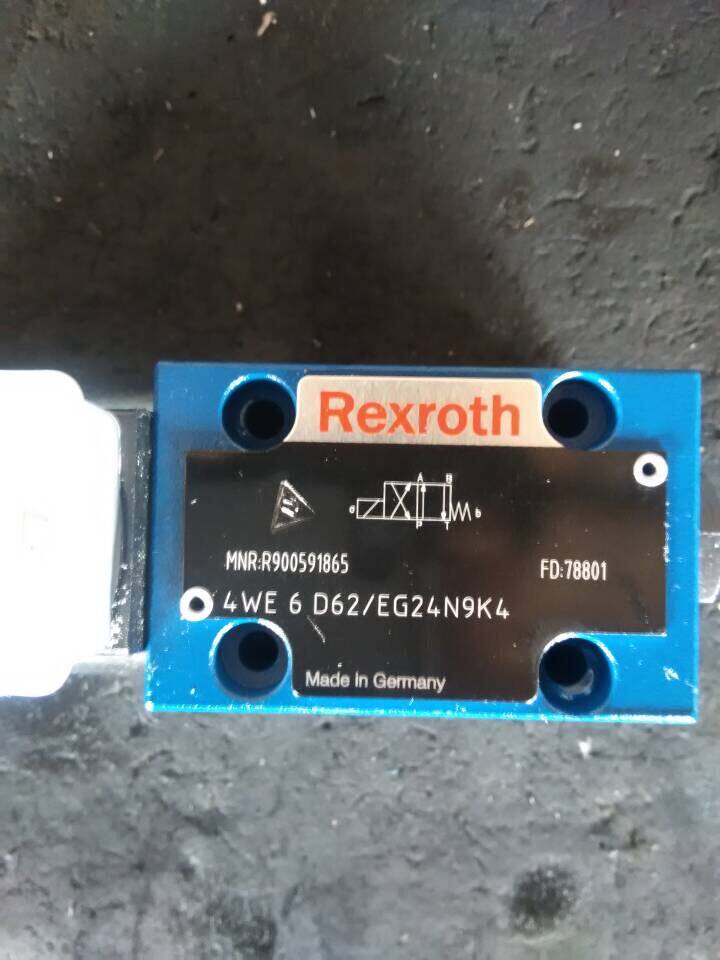 Rexroth
A B
a b
P T
MNR:R900591865
FD:78801
4WE 6 D62/EG24N9K4
Made in Germany